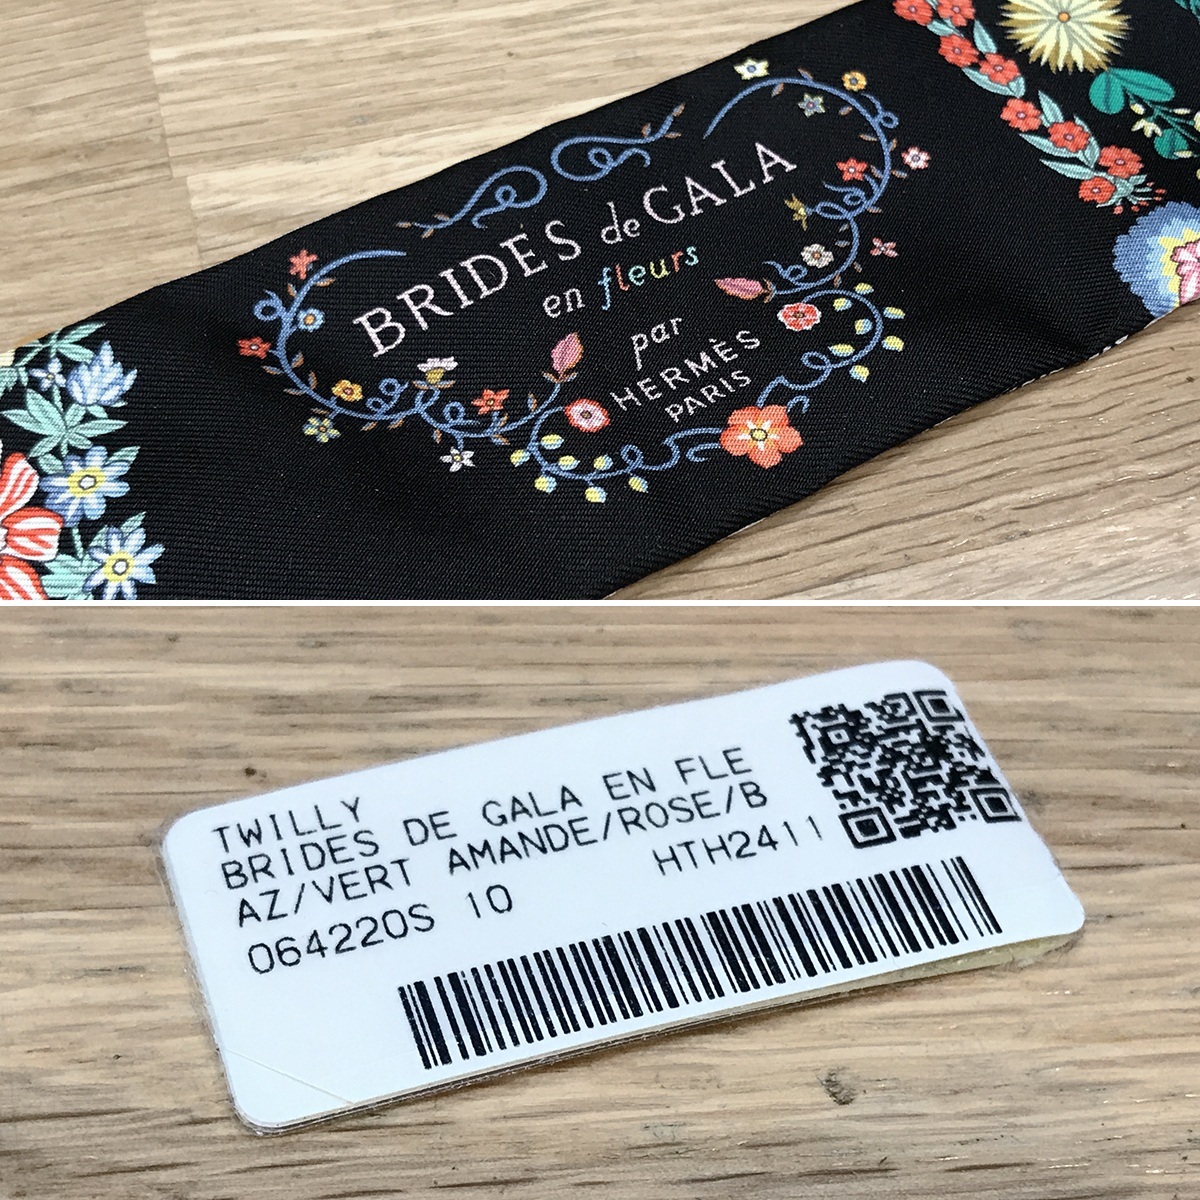 BRIDES de GALA
en fleurs
par
HERMÈS
PARIS
TWILLY
BRIDES DE GALA EN FLE
AZ/VERT AMANDE/ROSE/B
064220S 10 HTH2411